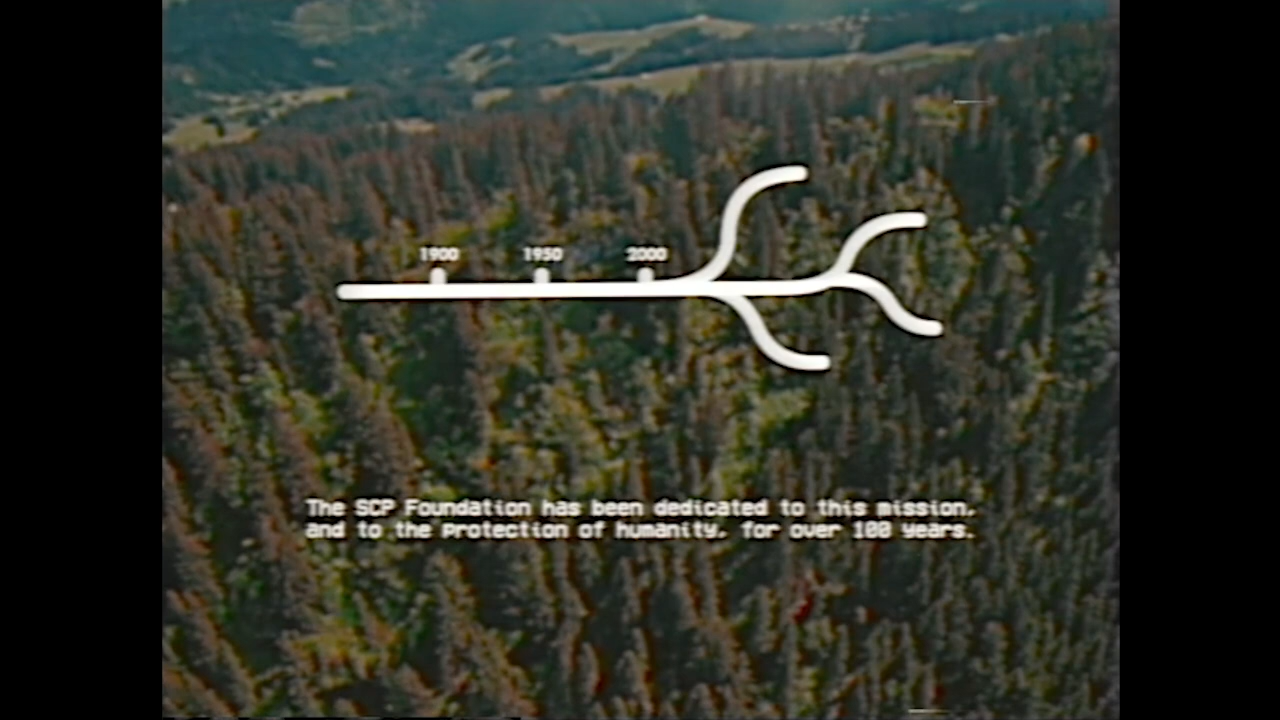 1900 1950 2000
The SCP Foundation has been dedicated to this mission,
and to the protection of humanity, for over 100 years.